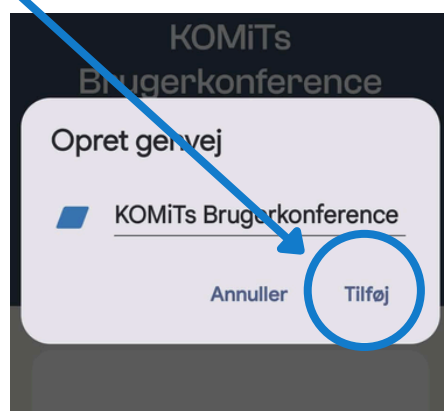 KOMiTs
Brugerkonference
Opret genvej
KOMiTs Brugerkonference
Annuller Tilføj